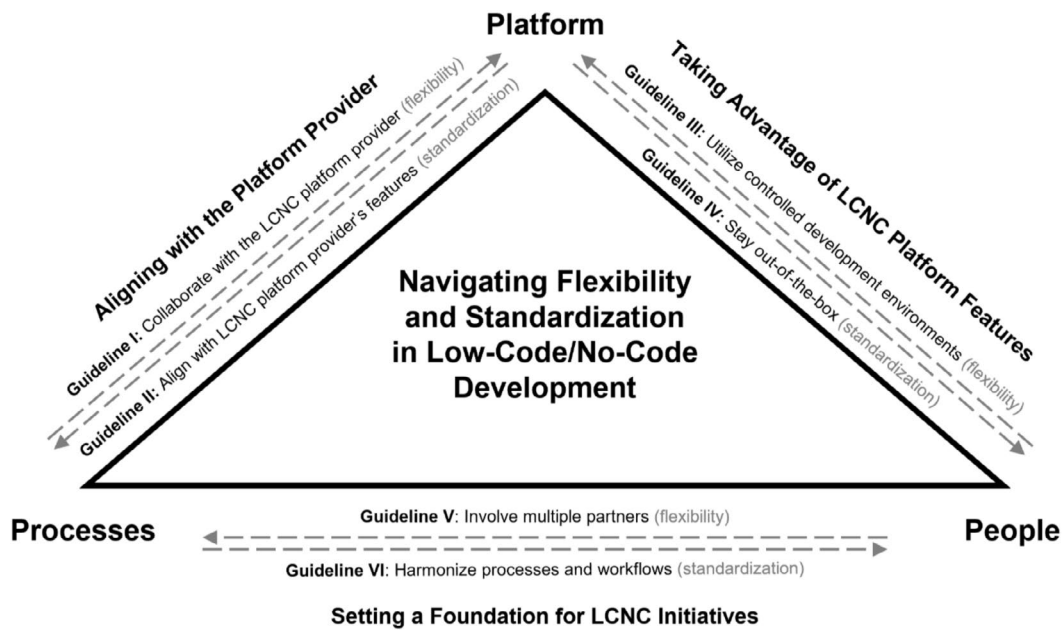 Platform
Aligning with the Platform Provider
Guideline I: Collaborate with the LCNC platform provider (flexibility)
Guideline II: Align with LCNC platform provider's features (standardization)
Taking Advantage of LCNC Platform Features
Guideline III: Utilize controlled development environments (flexibility)
Guideline IV: Stay out-of-the-box (standardization)
Navigating Flexibility
and Standardization
in Low-Code/No-Code
Development
Processes
People
Guideline V: Involve multiple partners (flexibility)
Guideline VI: Harmonize processes and workflows (standardization)
Setting a Foundation for LCNC Initiatives